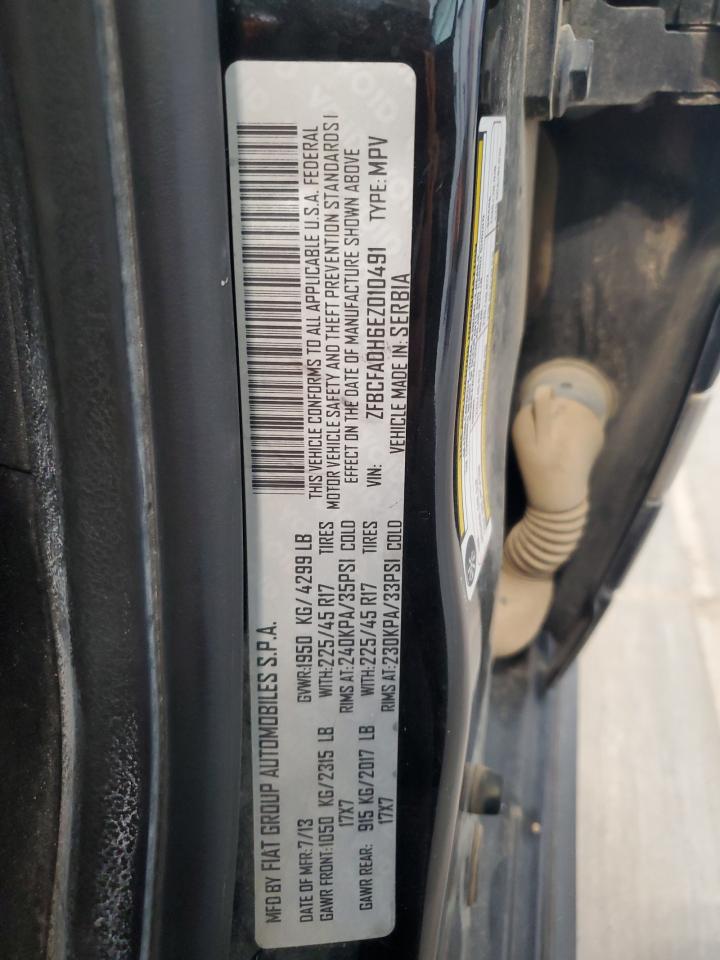 MFD BY FIAT GROUP AUTOMOBILES S.P.A.
DATE OF MFR:7/13 GVWR:1950 KG/ 4299 LB
GAWR FRONT:1050 KG/2315 LB WITH:225/45 R17 TIRES
17X7 RIMS AT:240KPA/35PSI COLD
GAWR REAR: 915 KG/2017 LB WITH:225/45 R17 TIRES
17X7 RIMS AT:230KPA/33PSI COLD
THIS VEHICLE CONFORMS TO ALL APPLICABLE U.S.A. FEDERAL
MOTOR VEHICLE SAFETY AND THEFT PREVENTION STANDARDS I
EFFECT ON THE DATE OF MANUFACTURE SHOWN ABOVE
VIN: ZFBCFADH6EZ010491 TYPE: MPV
VEHICLE MADE IN: SERBIA